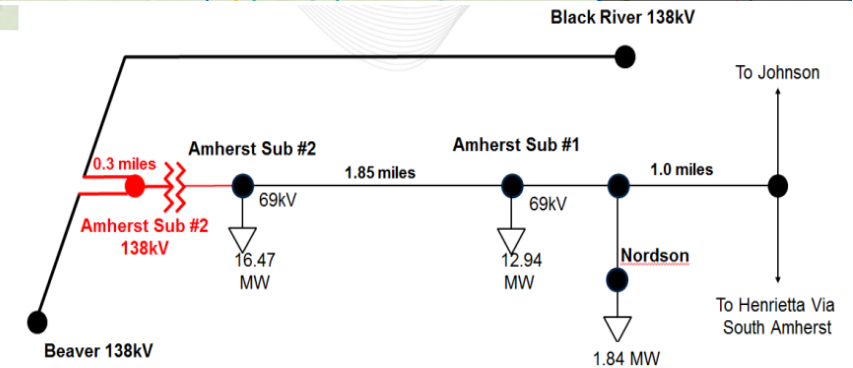 Black River 138kV
To Johnson
0.3 miles
Amherst Sub #2
1.85 miles
Amherst Sub #1
1.0 miles
69kV
69kV
Amherst Sub #2
138kV
16.47
MW
12.94
MW
Nordson
To Henrietta Via
South Amherst
Beaver 138kV
1.84 MW